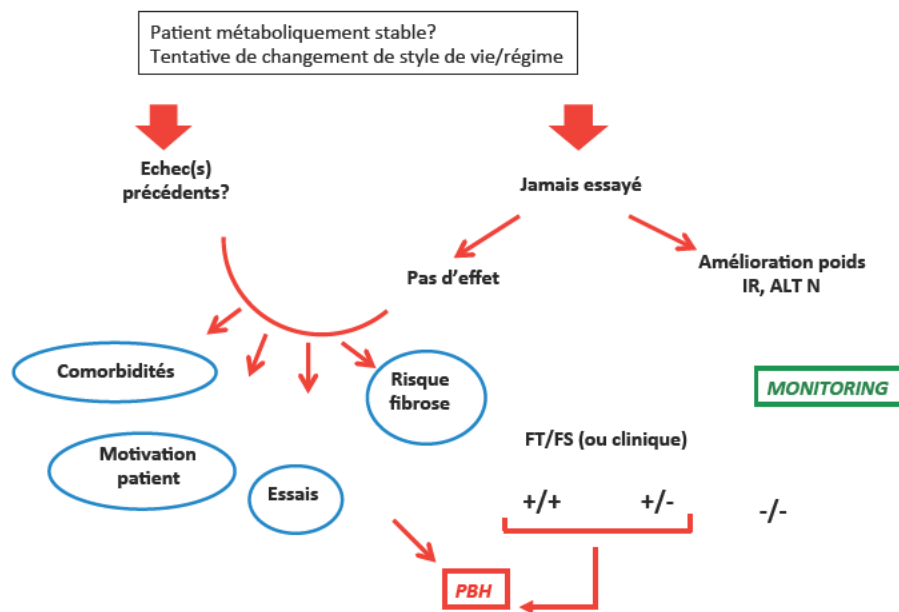 Patient métaboliquement stable?
Tentative de changement de style de vie/régime
Echec(s)
précédents?
Jamais essayé
Pas d'effet
Amélioration poids
IR, ALT N
Comorbidités
Risque
fibrose
MONITORING
Motivation
patient
Essais
FT/FS (ou clinique)
+/+
+/-
-/-
PBH